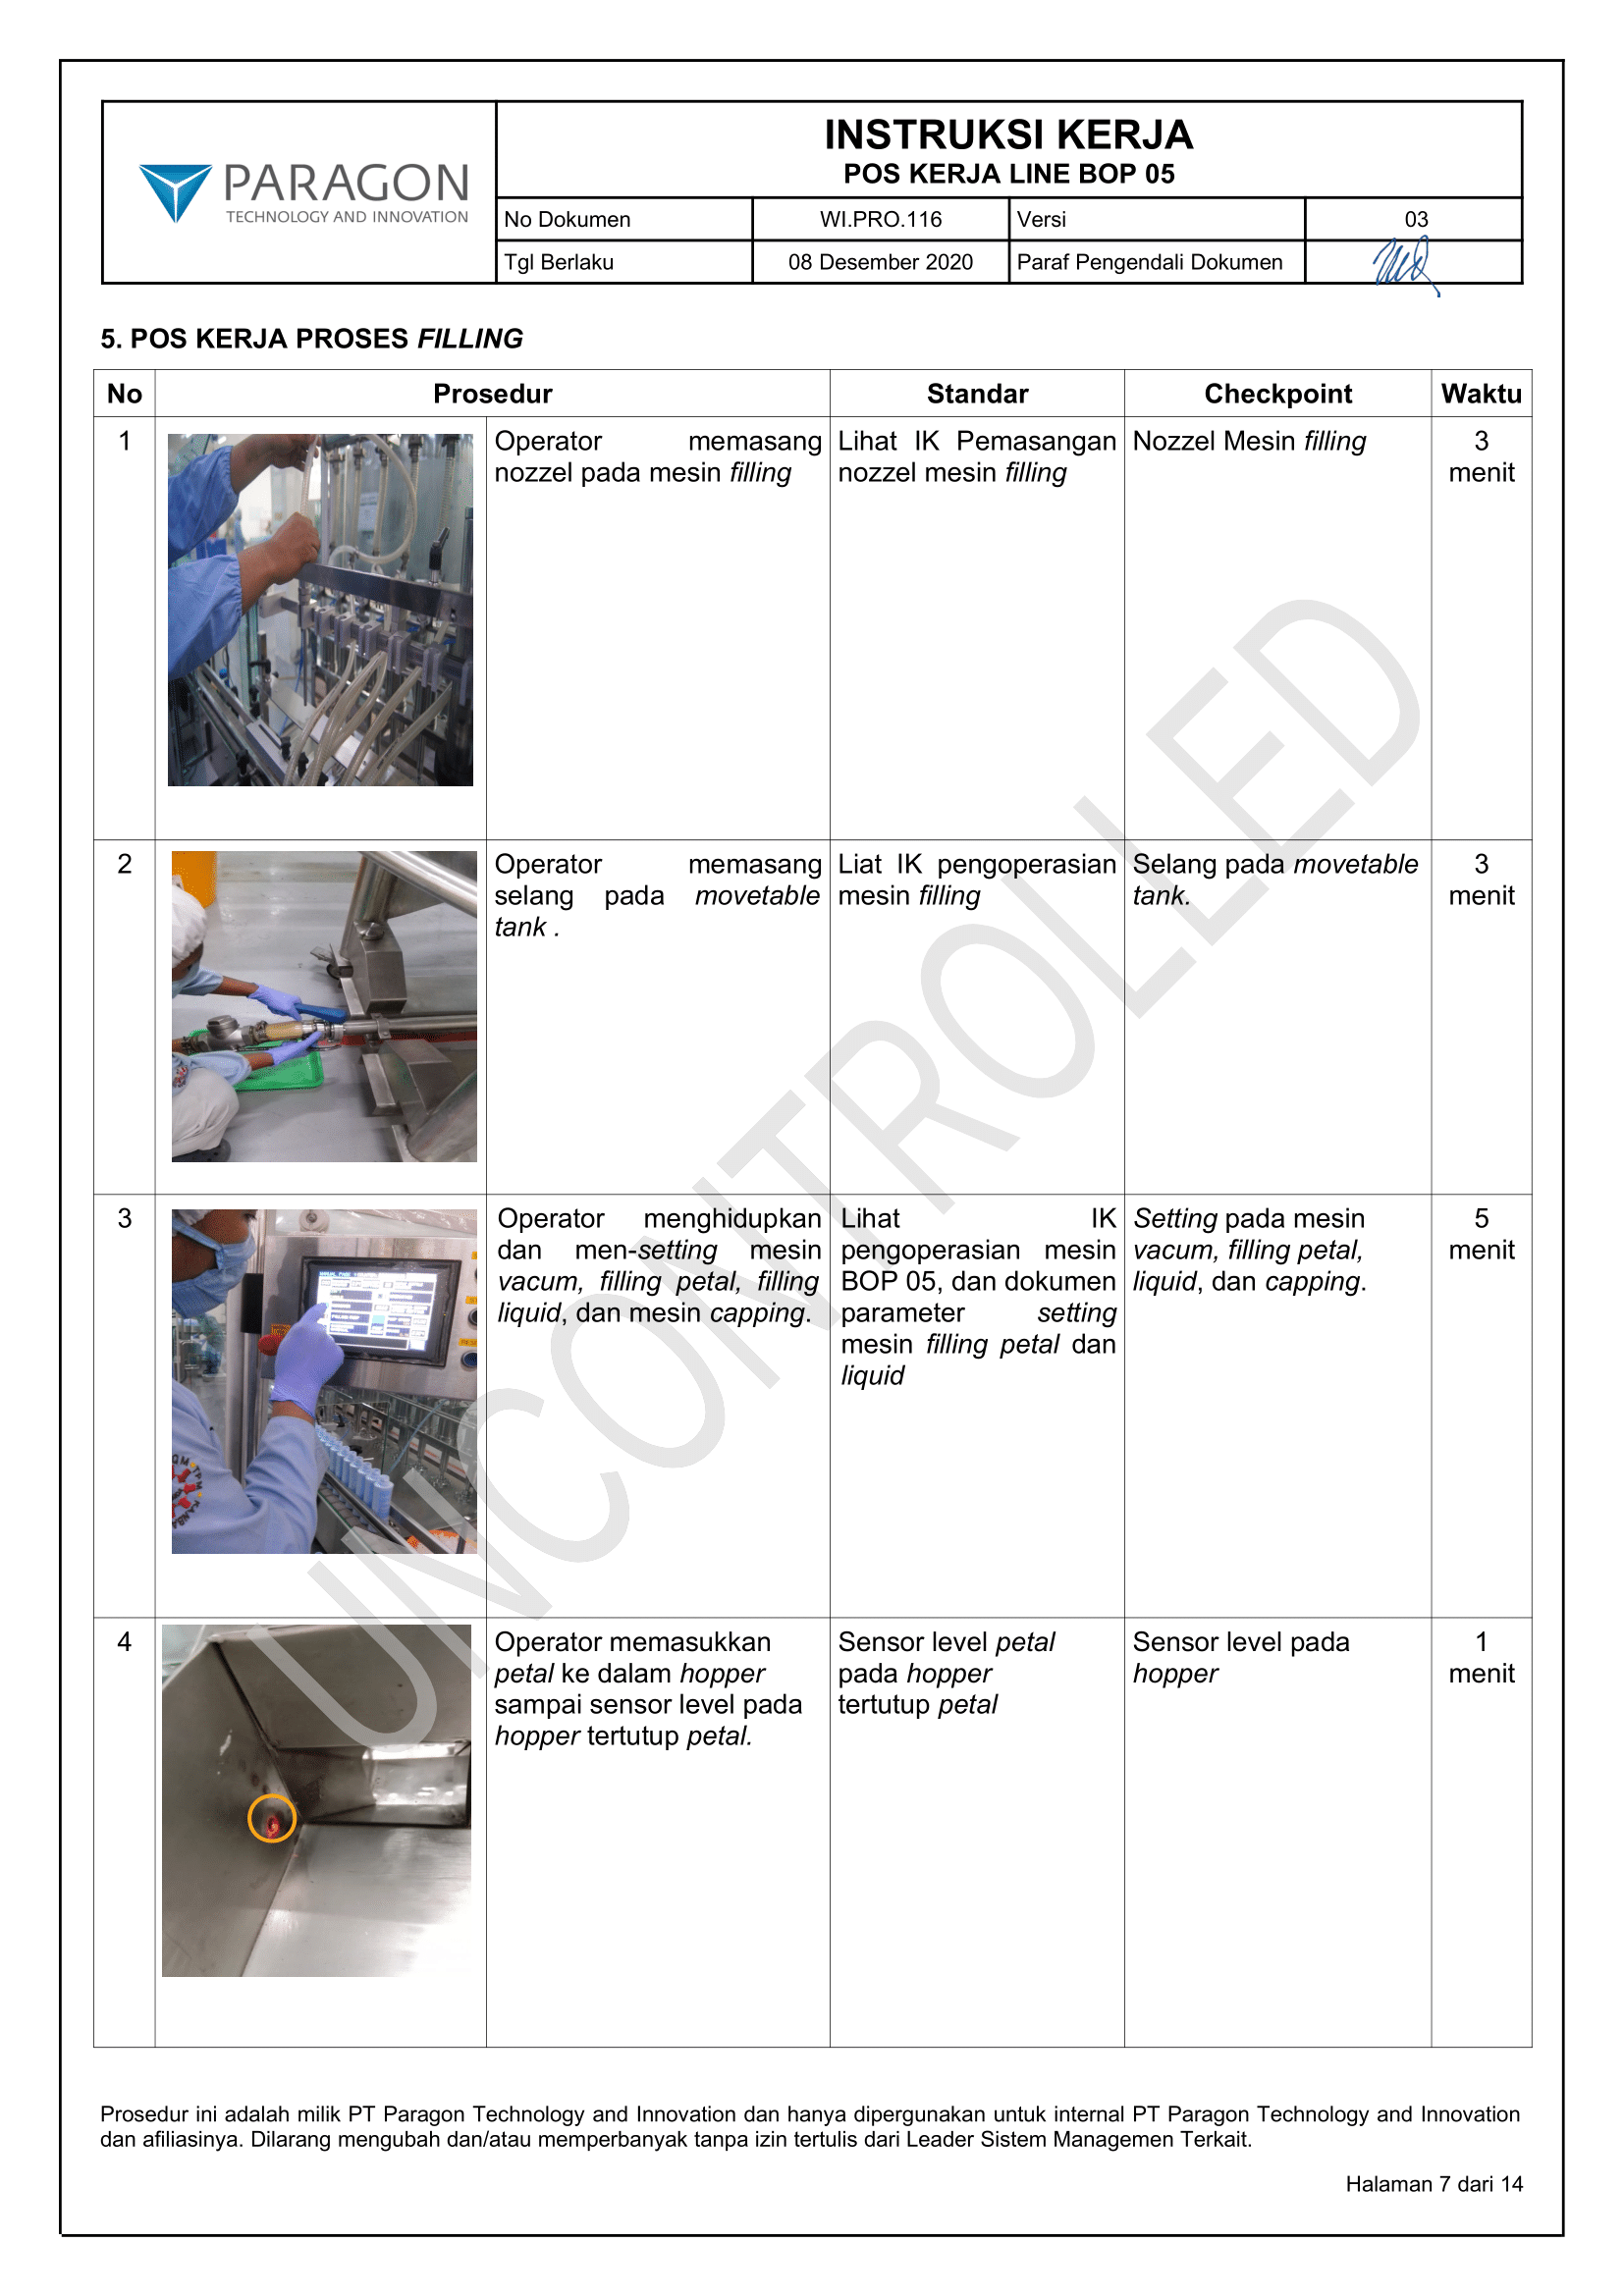 PARAGON
TECHNOLOGY AND INNOVATION
INSTRUKSI KERJA
POS KERJA LINE BOP 05
No Dokumen WI.PRO.116 Versi 03
Tgl Berlaku 08 Desember 2020 Paraf Pengendali Dokumen
5. POS KERJA PROSES FILLING
No Prosedur Standar Checkpoint Waktu
1
Operator memasang
nozzel pada mesin filling
Lihat IK Pemasangan
nozzel mesin filling
Nozzel Mesin filling
3
menit
2
Operator memasang
selang pada movetable
tank .
Liat IK pengoperasian
mesin filling
Selang pada movetable
tank.
3
menit
3
Operator menghidupkan
dan men-setting mesin
vacum, filling petal, filling
liquid, dan mesin capping.
Lihat IK
pengoperasian mesin
BOP 05, dan dokumen
parameter setting
mesin filling petal dan
liquid
Setting pada mesin
vacum, filling petal,
liquid, dan capping.
5
menit
4
Operator memasukkan
petal ke dalam hopper
sampai sensor level pada
hopper tertutup petal.
Sensor level petal
pada hopper
tertutup petal
Sensor level pada
hopper
1
menit
UNCONTROLLED
Prosedur ini adalah milik PT Paragon Technology and Innovation dan hanya dipergunakan untuk internal PT Paragon Technology and Innovation
dan afiliasinya. Dilarang mengubah dan/atau memperbanyak tanpa izin tertulis dari Leader Sistem Managemen Terkait.
Halaman 7 dari 14